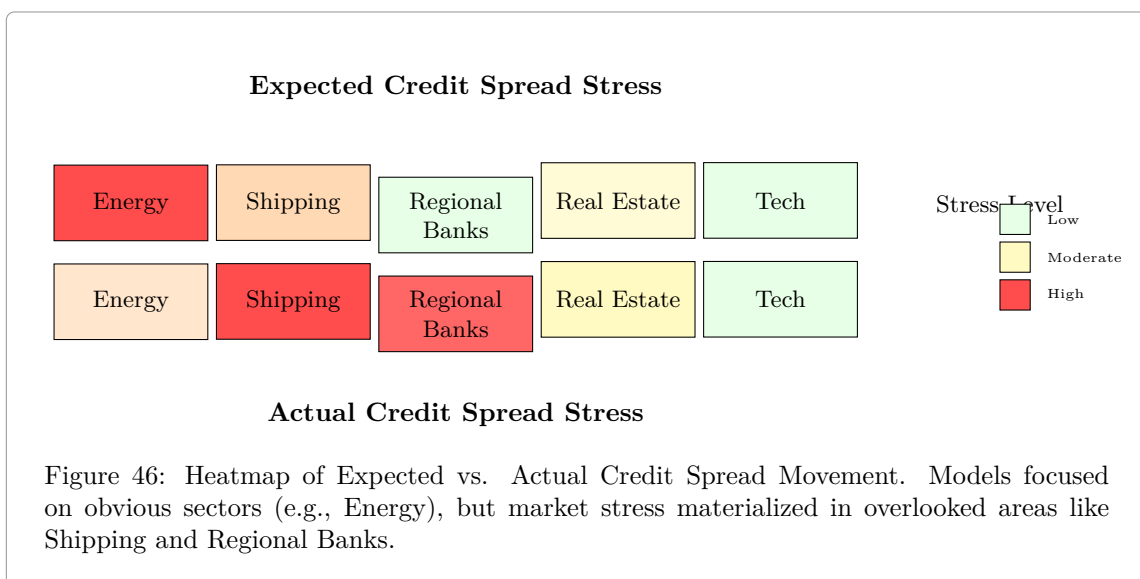 Expected Credit Spread Stress
Energy
Shipping
Regional
Banks
Real Estate
Tech
Stress Level
Low
Moderate
High
Energy
Shipping
Regional
Banks
Real Estate
Tech
Actual Credit Spread Stress
Figure 46: Heatmap of Expected vs. Actual Credit Spread Movement. Models focused
on obvious sectors (e.g., Energy), but market stress materialized in overlooked areas like
Shipping and Regional Banks.